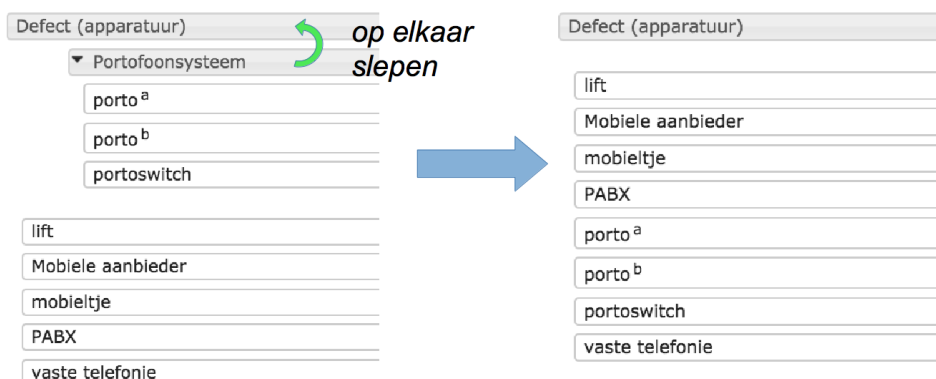 Defect (apparatuur)
op elkaar
slepen
Portofoonsysteem
porto a
porto b
portoswitch
lift
Mobiele aanbieder
mobieltje
PABX
vaste telefonie
Defect (apparatuur)
lift
Mobiele aanbieder
mobieltje
PABX
porto a
porto b
portoswitch
vaste telefonie